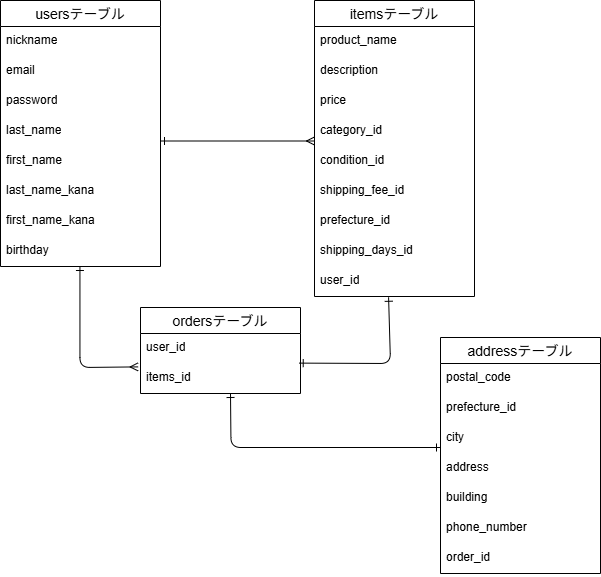 usersテーブル
nickname
email
password
last_name
first_name
last_name_kana
first_name_kana
birthday
itemsテーブル
product_name
description
price
category_id
condition_id
shipping_fee_id
prefecture_id
shipping_days_id
user_id
ordersテーブル
user_id
items_id
addressテーブル
postal_code
prefecture_id
city
address
building
phone_number
order_id